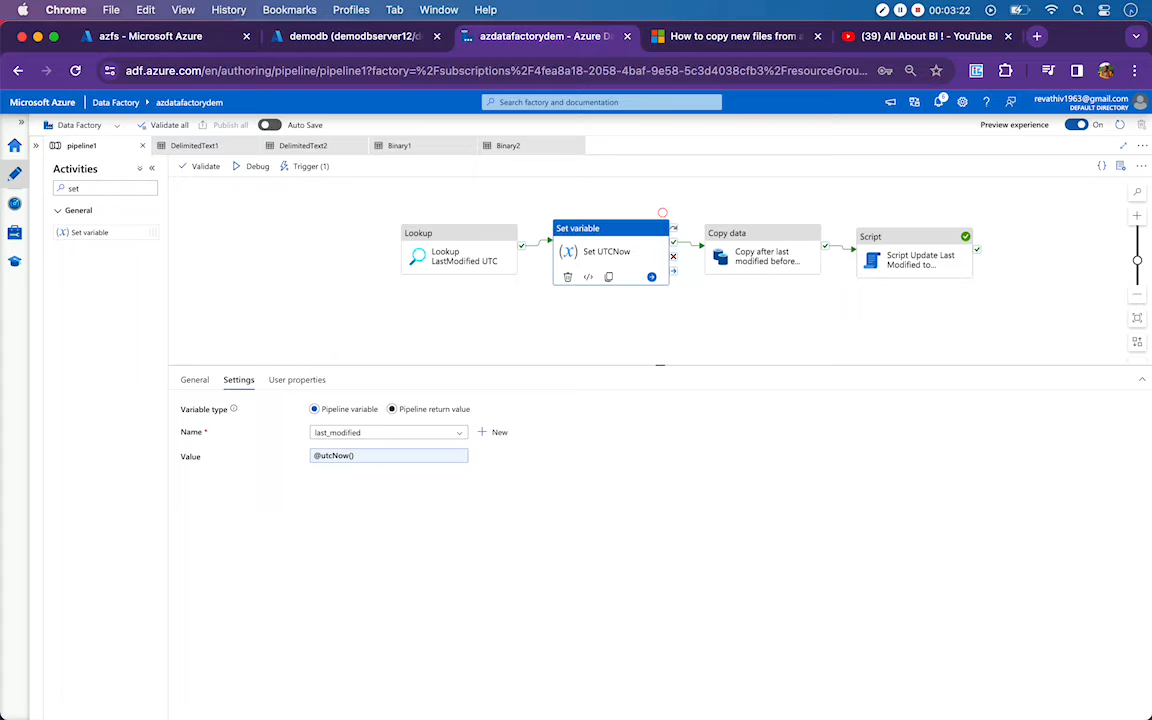 Chrome File Edit View History Bookmarks Profiles Tab Window Help 00:03:22
azfs - Microsoft Azure
demodb (demodbserver12/d
azdatafactorydem - Azure D
How to copy new files from a
(39) All About BI ! - YouTube
adf.azure.com/en/authoring/pipeline/pipeline1?factory=%2Fsubscriptions%2F4fea8a18-2058-4baf-9e58-5c3d4038cfb3%2FresourceGrou...
Microsoft Azure Data Factory azdatafactorydem
Search factory and documentation
5
revathiv1963@gmail.com
DEFAULT DIRECTORY
Data Factory Validate all Publish all Auto Save Preview experience On
pipeline1 DelimitedText1 DelimitedText2 Binary1 Binary2
Activities
set
General
(x) Set variable
Validate Debug Trigger (1)
Lookup
Lookup
LastModified UTC
Set variable
(x) Set UTCNow
Copy data
Copy after last
modified before...
Script
Script Update Last
Modified to...
General Settings User properties
Variable type Pipeline variable Pipeline return value
Name * last_modified New
Value @utcNow()